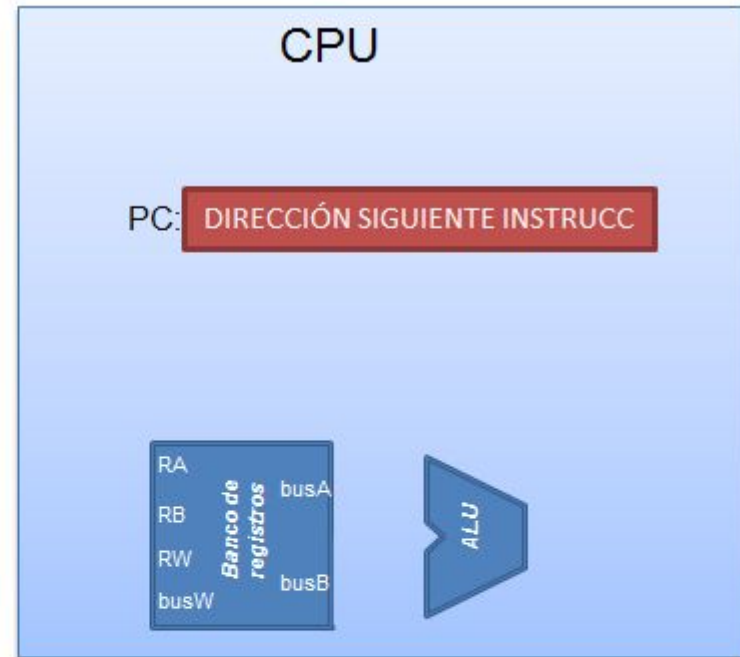 CPU
PC:
DIRECCIÓN SIGUIENTE INSTRUCC
RA
RB
RW
busW
Banco de
registros
busA
busB
ALU